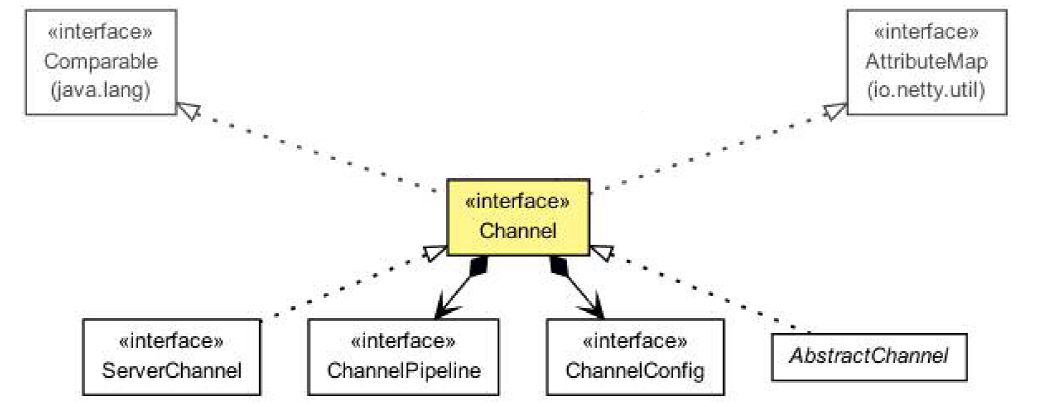 «interface»
Comparable
(java.lang)
«interface»
AttributeMap
(io.netty.util)
«interface»
Channel
«interface»
ServerChannel
«interface»
ChannelPipeline
«interface»
ChannelConfig
AbstractChannel